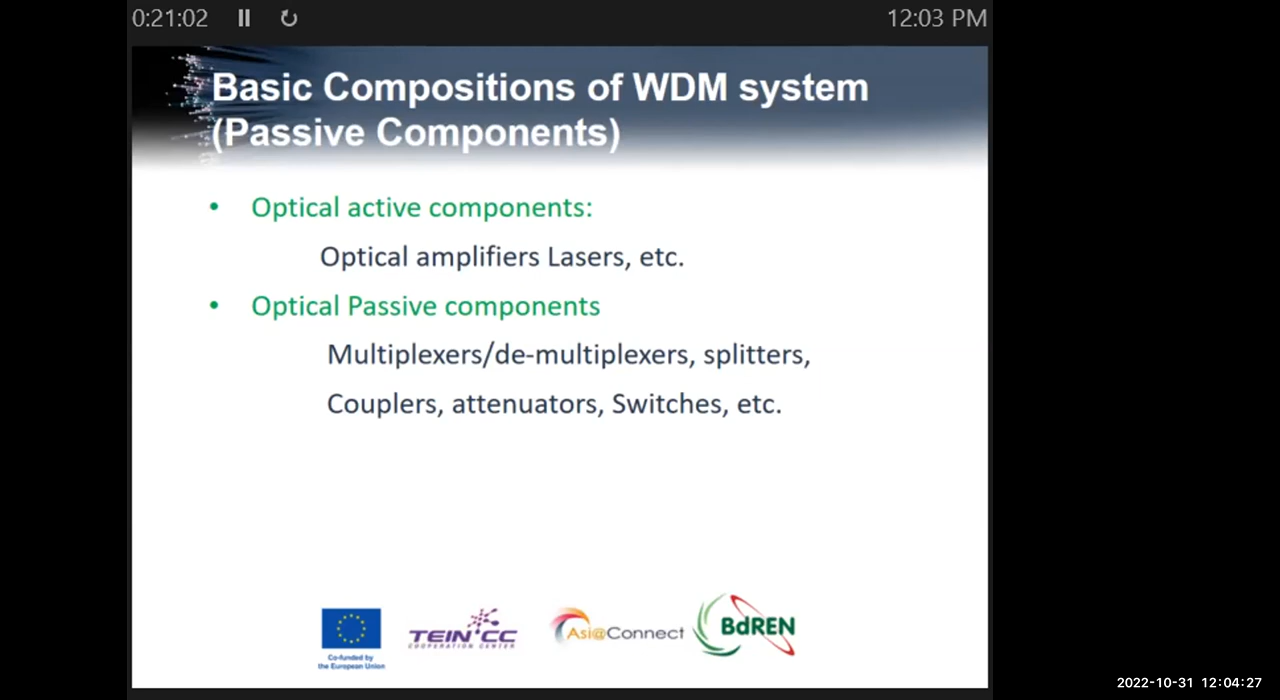 0:21:02
12:03 PM
Basic Compositions of WDM system
(Passive Components)
• Optical active components:
Optical amplifiers Lasers, etc.
• Optical Passive components
Multiplexers/de-multiplexers, splitters,
Couplers, attenuators, Switches, etc.
Co-funded by
the European Union
TEIN*CC
COOPERATION CENTER
Asi@Connect
BdREN
2022-10-31 12:04:27